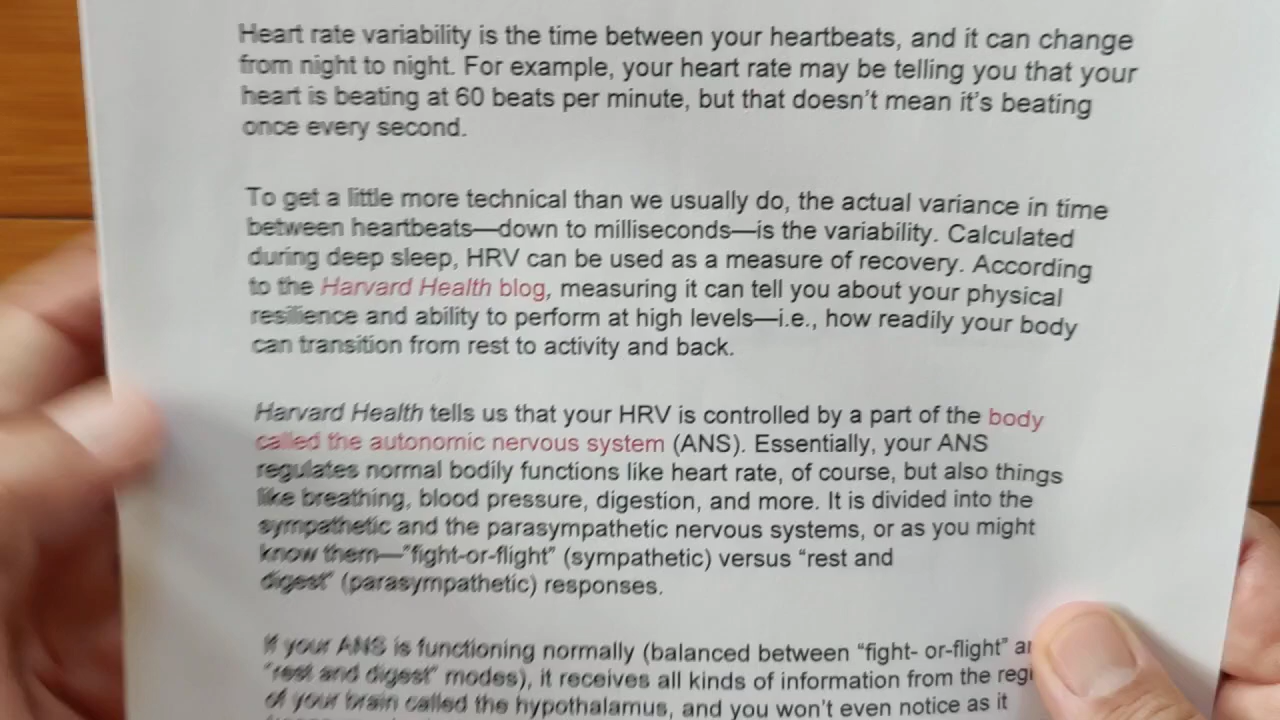 Heart rate variability is the time between your heartbeats, and it can change
from night to night. For example, your heart rate may be telling you that your
heart is beating at 60 beats per minute, but that doesn't mean it's beating
once every second.
To get a little more technical than we usually do, the actual variance in time
between heartbeats—down to milliseconds—is the variability. Calculated
during deep sleep, HRV can be used as a measure of recovery. According
to the Harvard Health blog, measuring it can tell you about your physical
resilience and ability to perform at high levels—i.e., how readily your body
can transition from rest to activity and back.
Harvard Health tells us that your HRV is controlled by a part of the body
called the autonomic nervous system (ANS). Essentially, your ANS
regulates normal bodily functions like heart rate, of course, but also things
like breathing, blood pressure, digestion, and more. It is divided into the
sympathetic and the parasympathetic nervous systems, or as you might
know them—"fight-or-flight" (sympathetic) versus "rest and
digest" (parasympathetic) responses.
If your ANS is functioning normally (balanced between "fight- or-flight"
"rest and digest" modes), it receives all kinds of information from the
of your brain called the hypothalamus, and you won't even notice as it